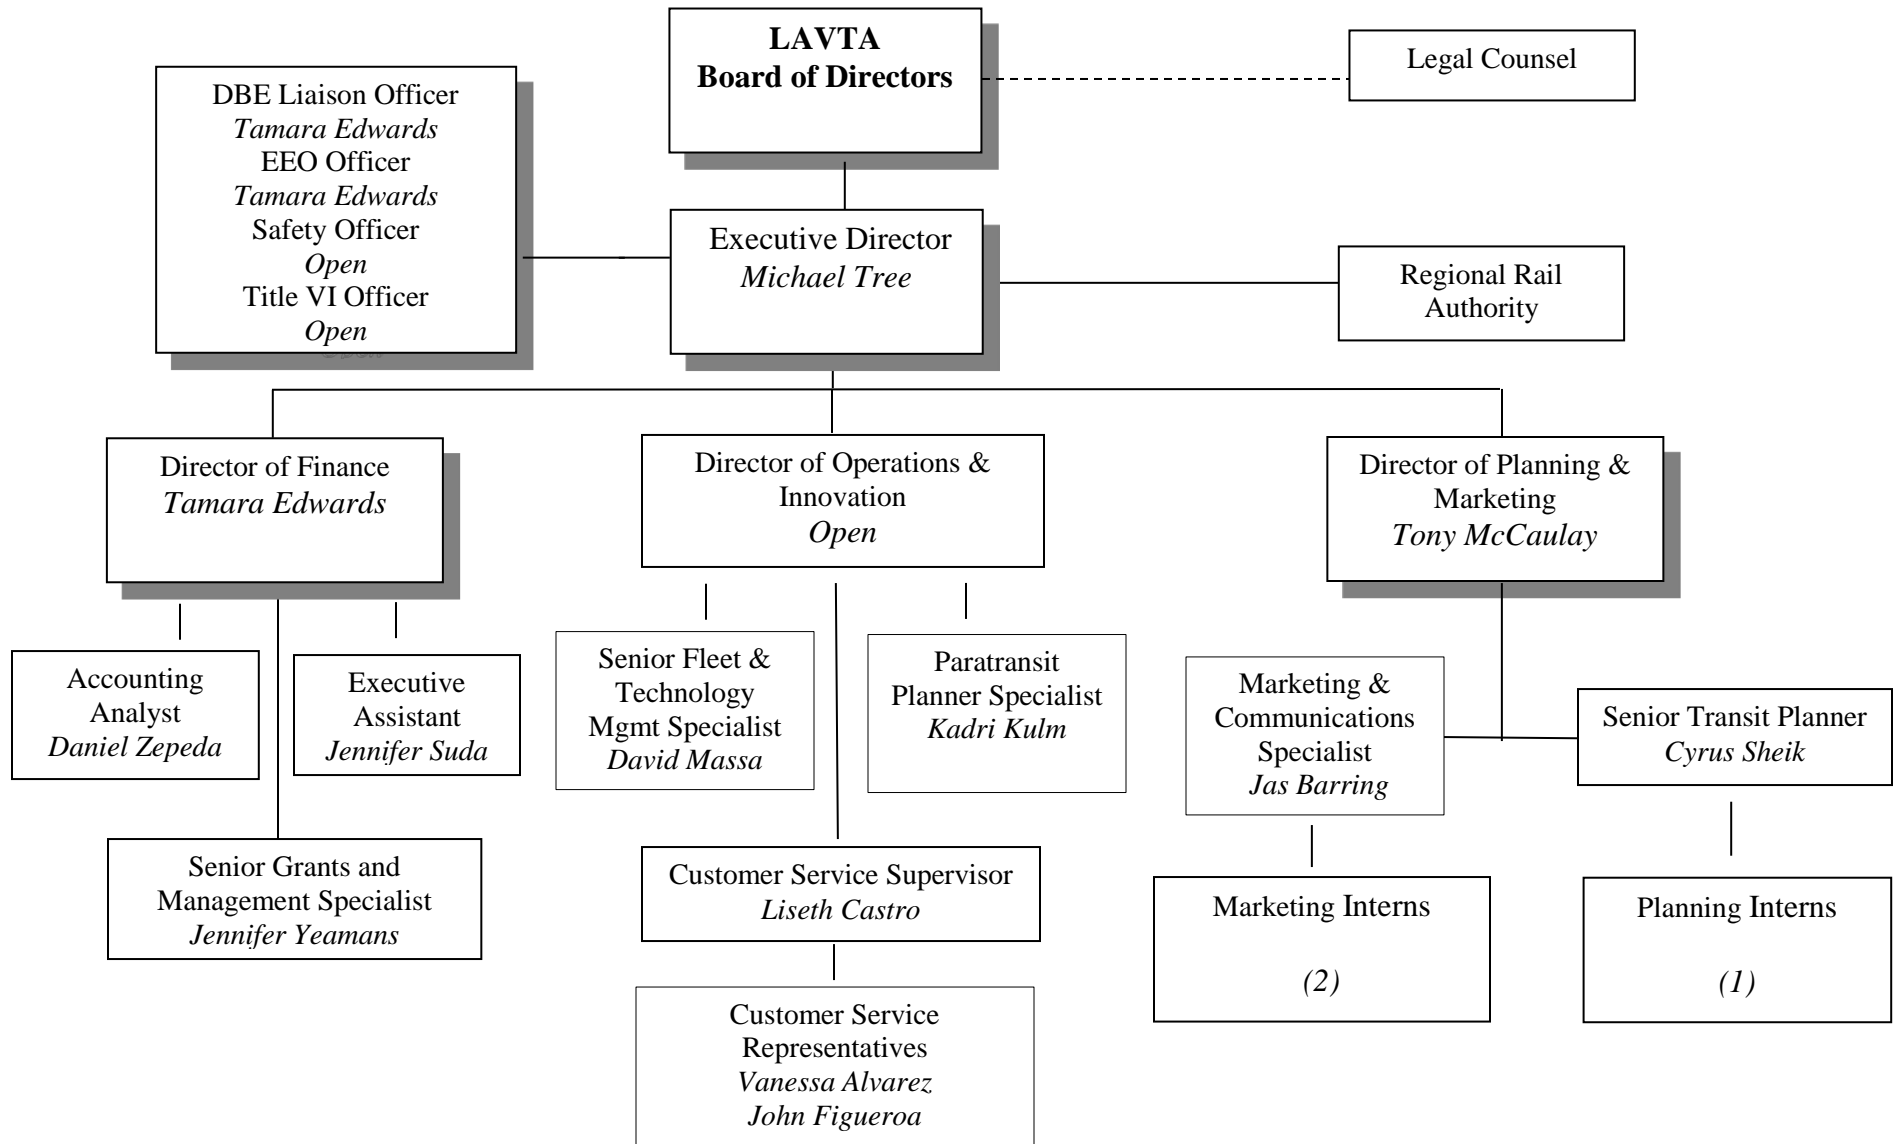 LAVTA
Board of Directors
Legal Counsel
DBE Liaison Officer
Tamara Edwards
EEO Officer
Tamara Edwards
Safety Officer
Open
Title VI Officer
Open
Executive Director
Michael Tree
Regional Rail
Authority
Director of Finance
Tamara Edwards
Director of Operations &
Innovation
Open
Director of Planning &
Marketing
Tony McCaulay
Accounting
Analyst
Daniel Zepeda
Executive
Assistant
Jennifer Suda
Senior Fleet &
Technology
Mgmt Specialist
David Massa
Paratransit
Planner Specialist
Kadri Kulm
Marketing &
Communications
Specialist
Jas Barring
Senior Transit Planner
Cyrus Sheik
Senior Grants and
Management Specialist
Jennifer Yeamans
Customer Service Supervisor
Liseth Castro
Marketing Interns
(2)
Planning Interns
(1)
Customer Service
Representatives
Vanessa Alvarez
John Figueroa